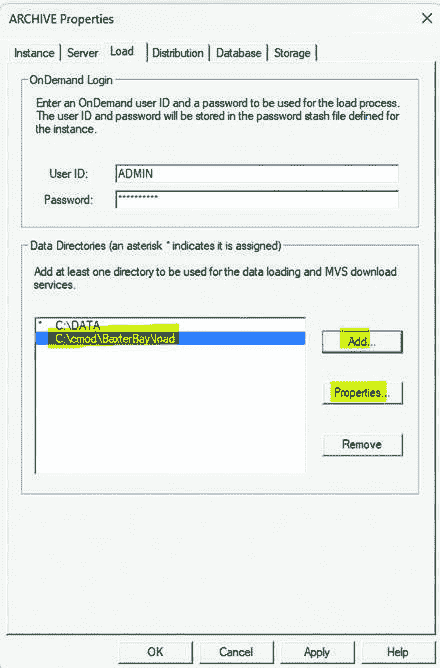 ARCHIVE Properties
Instance Server Load Distribution Database Storage
OnDemand Login
Enter an OnDemand user ID and a password to be used for the load process.
The user ID and password will be stored in the password stash file defined for
the instance.
User ID: ADMIN
Password: **********
Data Directories (an asterisk * indicates it is assigned)
Add at least one directory to be used for the data loading and MVS download
services.
* C:\DATA
C:\cmod\BaxterBay\load
Add...
Properties...
Remove
OK Cancel Apply Help